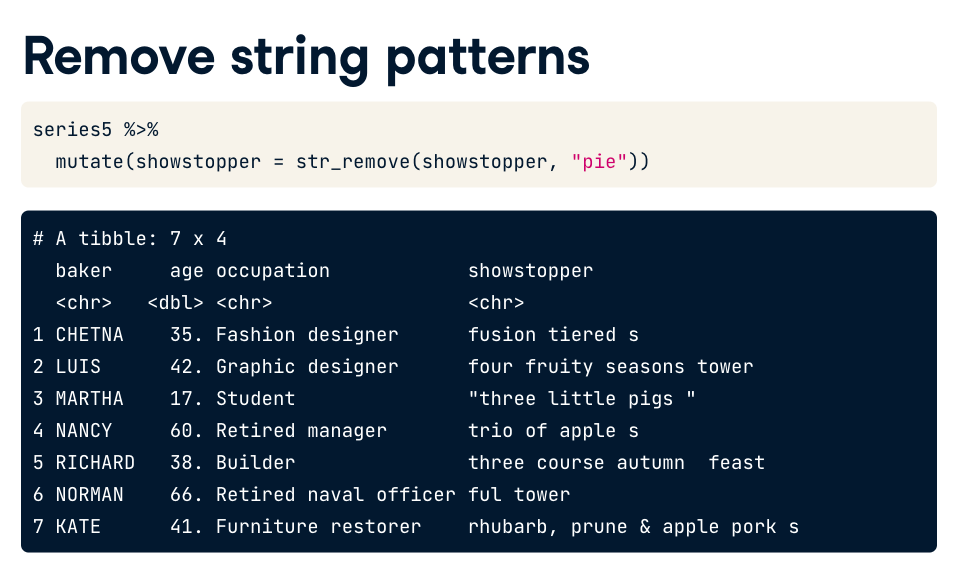 Remove string patterns
series5 %>%
  mutate(showstopper = str_remove(showstopper, "pie"))
# A tibble: 7 x 4
  baker     age occupation            showstopper
  <chr>   <dbl> <chr>                 <chr>
1 CHETNA    35. Fashion designer      fusion tiered s
2 LUIS      42. Graphic designer      four fruity seasons tower
3 MARTHA    17. Student               "three little pigs "
4 NANCY     60. Retired manager       trio of apple s
5 RICHARD   38. Builder               three course autumn  feast
6 NORMAN    66. Retired naval officer ful tower
7 KATE      41. Furniture restorer    rhubarb, prune & apple pork s